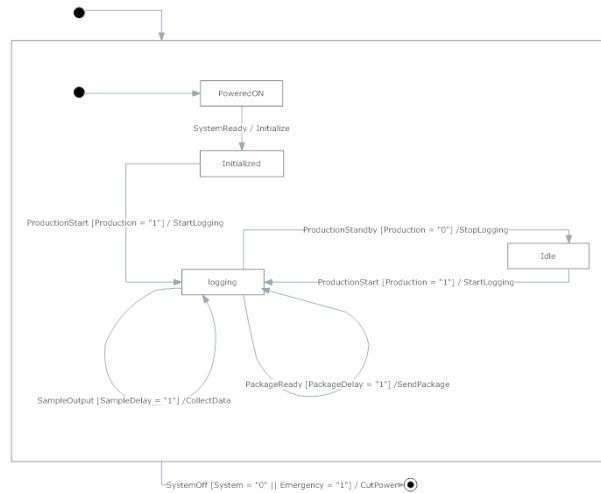 PoweredON
SystemReady / Initialize
Initialized
ProductionStart [Production = "1"] / StartLogging
ProductionStandby [Production = "0"] /StopLogging
Idle
logging
ProductionStart [Production = "1"] / StartLogging
PackageReady [PackageDelay = "1"] /SendPackage
SampleOutput [SampleDelay = "1"] /CollectData
SystemOff [System = "0" || Emergency = "1"] / CutPower